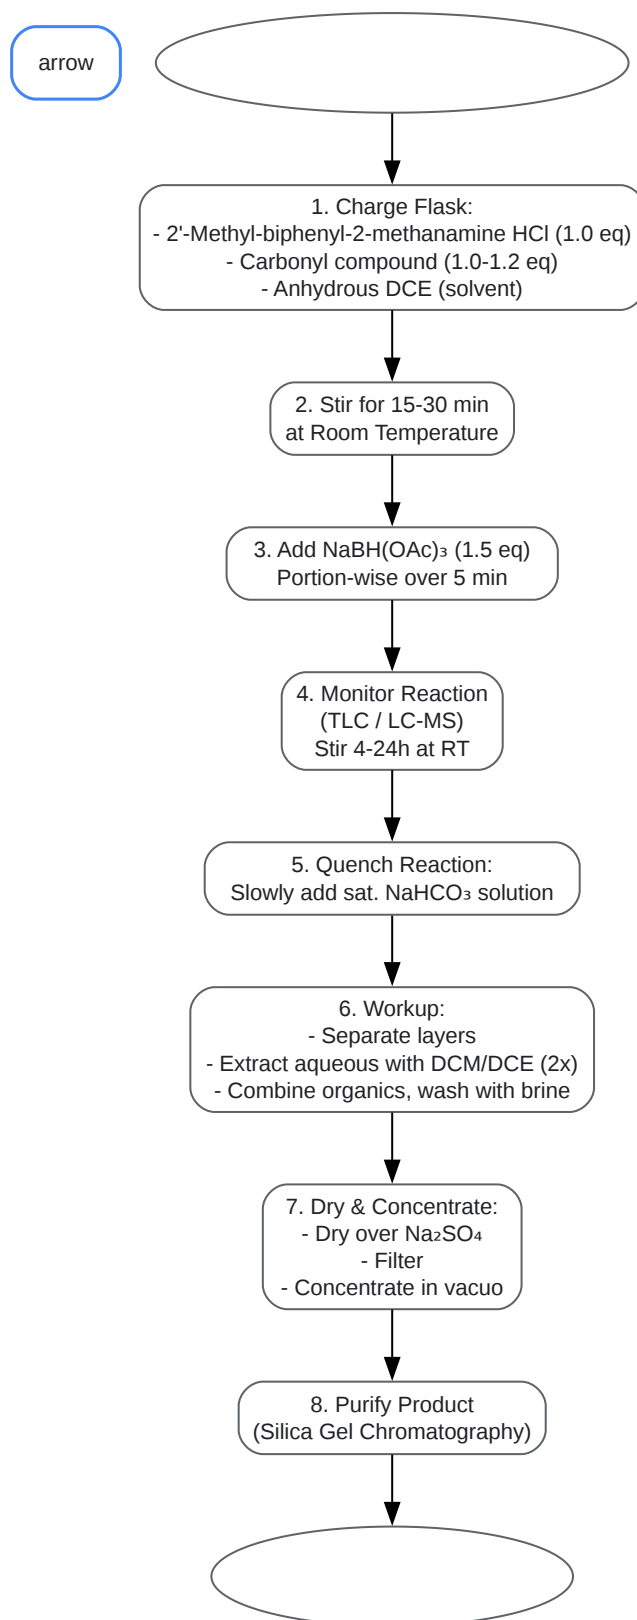 arrow
1. Charge Flask:
- 2'-Methyl-biphenyl-2-methanamine HCl (1.0 eq)
- Carbonyl compound (1.0-1.2 eq)
- Anhydrous DCE (solvent)
2. Stir for 15-30 min
at Room Temperature
3. Add NaBH(OAc)₃ (1.5 eq)
Portion-wise over 5 min
4. Monitor Reaction
(TLC / LC-MS)
Stir 4-24h at RT
5. Quench Reaction:
Slowly add sat. NaHCO₃ solution
6. Workup:
- Separate layers
- Extract aqueous with DCM/DCE (2x)
- Combine organics, wash with brine
7. Dry & Concentrate:
- Dry over Na₂SO₄
- Filter
- Concentrate in vacuo
8. Purify Product
(Silica Gel Chromatography)